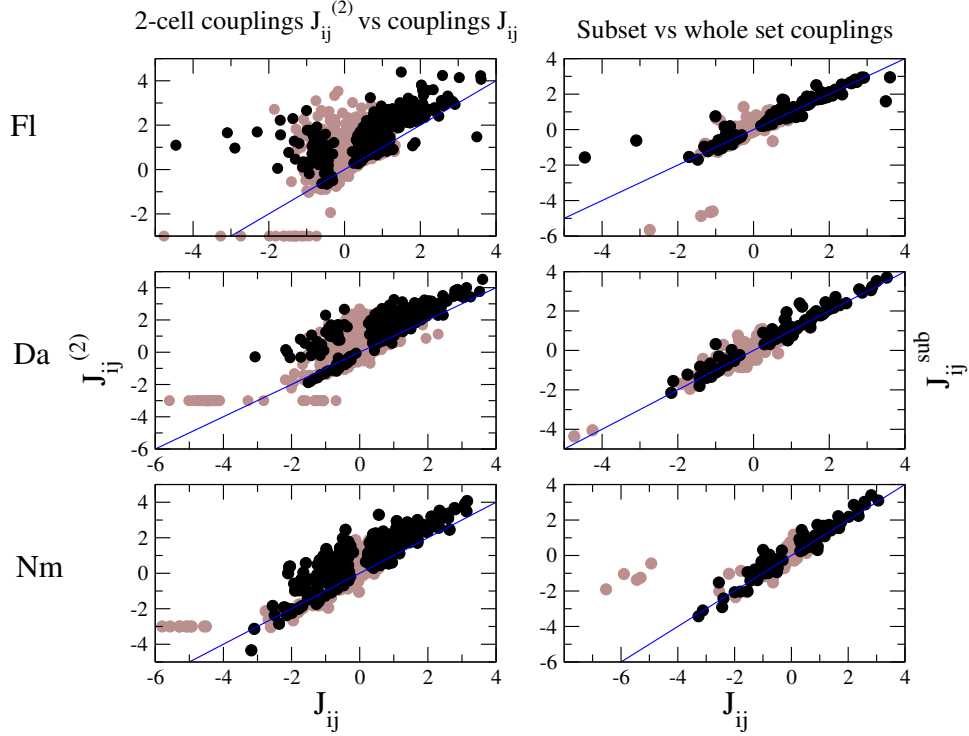 2-cell couplings J_ij^(2) vs couplings J_ij
Subset vs whole set couplings
Fl
4
2
0
-2
-4 -2 0 2 4
4
2
0
-2
-4
-6
-4 -2 0 2 4
Da
J_ij^(2)
4
2
0
-2
-4
-6
-6 -4 -2 0 2 4
4
2
0
-2
-4
-4 -2 0 2 4
J_ij^sub
Nm
4
2
0
-2
-4
-6 -4 -2 0 2 4
J_ij
4
2
0
-2
-4
-6
-8 -6 -4 -2 0 2 4
J_ij